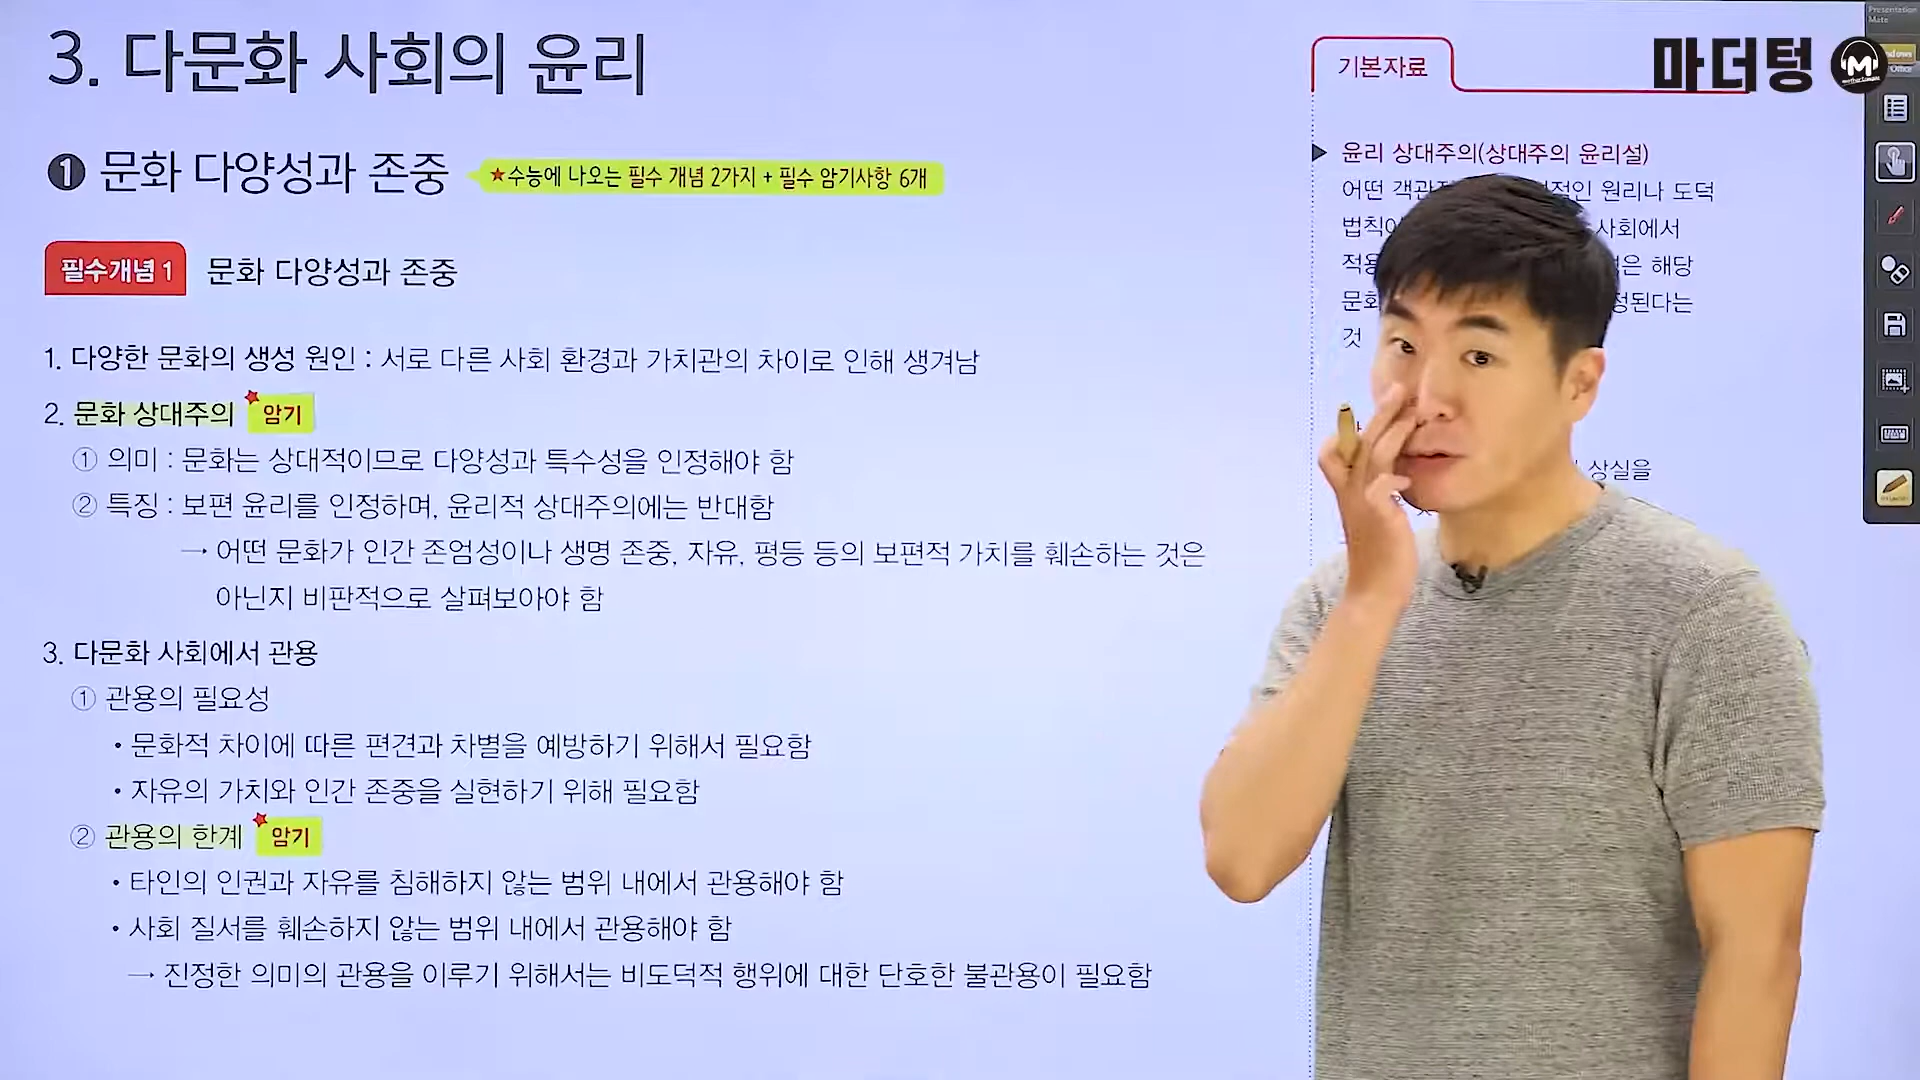 3. 다문화 사회의 윤리
❶ 문화 다양성과 존중
★수능에 나오는 필수 개념 2가지 + 필수 암기사항 6개
필수개념 1 문화 다양성과 존중
1. 다양한 문화의 생성 원인 : 서로 다른 사회 환경과 가치관의 차이로 인해 생겨남
2. 문화 상대주의 ★암기
① 의미 : 문화는 상대적이므로 다양성과 특수성을 인정해야 함
② 특징 : 보편 윤리를 인정하며, 윤리적 상대주의에는 반대함
→ 어떤 문화가 인간 존엄성이나 생명 존중, 자유, 평등 등의 보편적 가치를 훼손하는 것은
아닌지 비판적으로 살펴보아야 함
3. 다문화 사회에서 관용
① 관용의 필요성
• 문화적 차이에 따른 편견과 차별을 예방하기 위해서 필요함
• 자유의 가치와 인간 존중을 실현하기 위해 필요함
② 관용의 한계 ★암기
• 타인의 인권과 자유를 침해하지 않는 범위 내에서 관용해야 함
• 사회 질서를 훼손하지 않는 범위 내에서 관용해야 함
→ 진정한 의미의 관용을 이루기 위해서는 비도덕적 행위에 대한 단호한 불관용이 필요함
기본자료
마더텅
M
▶ 윤리 상대주의(상대주의 윤리설)
어떤 원리나 도덕
사회에서
해당
것
상실을
Presentation
Mate